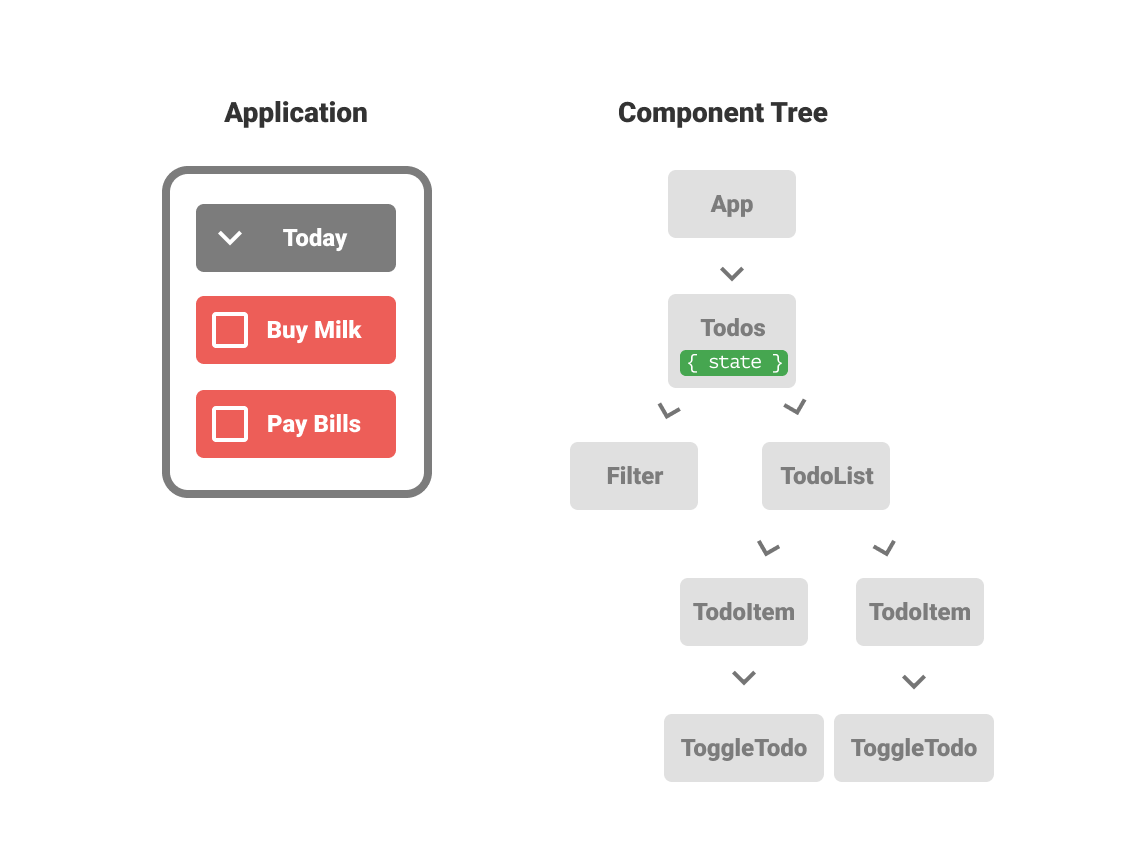 Application
Component Tree
Today
Buy Milk
Pay Bills
App
Todos
{ state }
Filter
TodoList
TodoItem
TodoItem
ToggleTodo
ToggleTodo